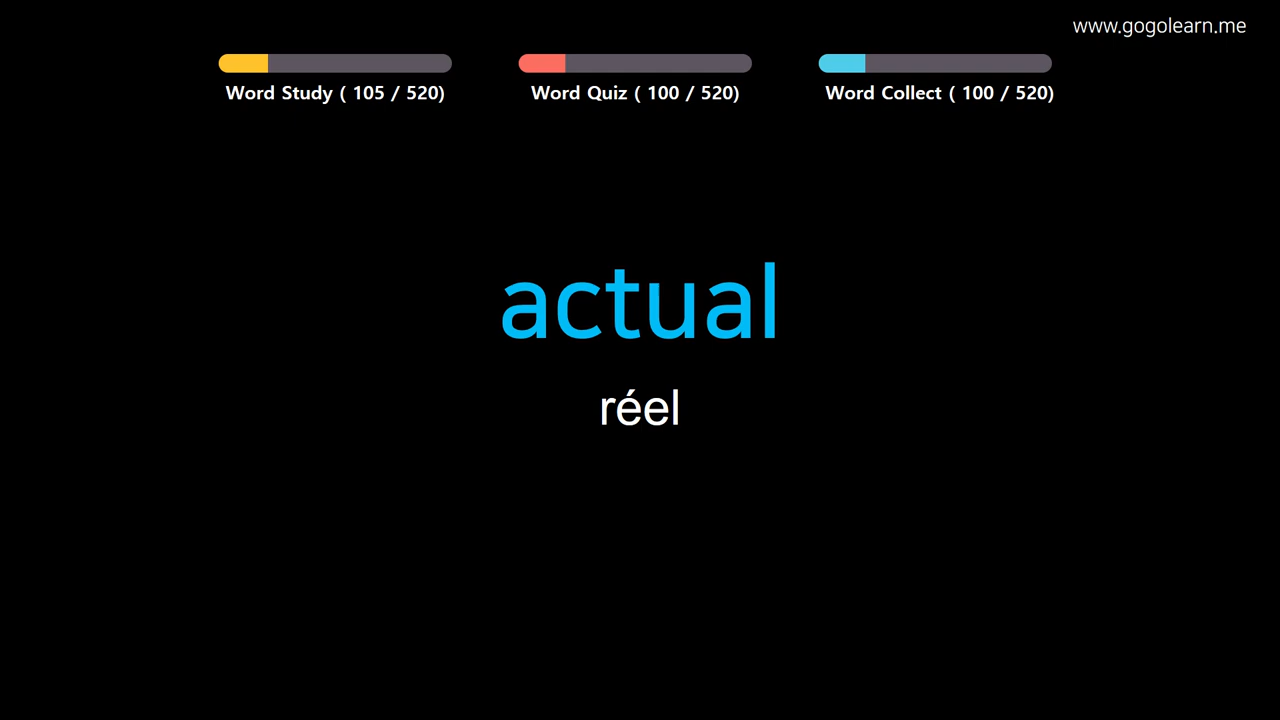 www.gogolearn.me
Word Study ( 105 / 520)
Word Quiz ( 100 / 520)
Word Collect ( 100 / 520)
actual
réel